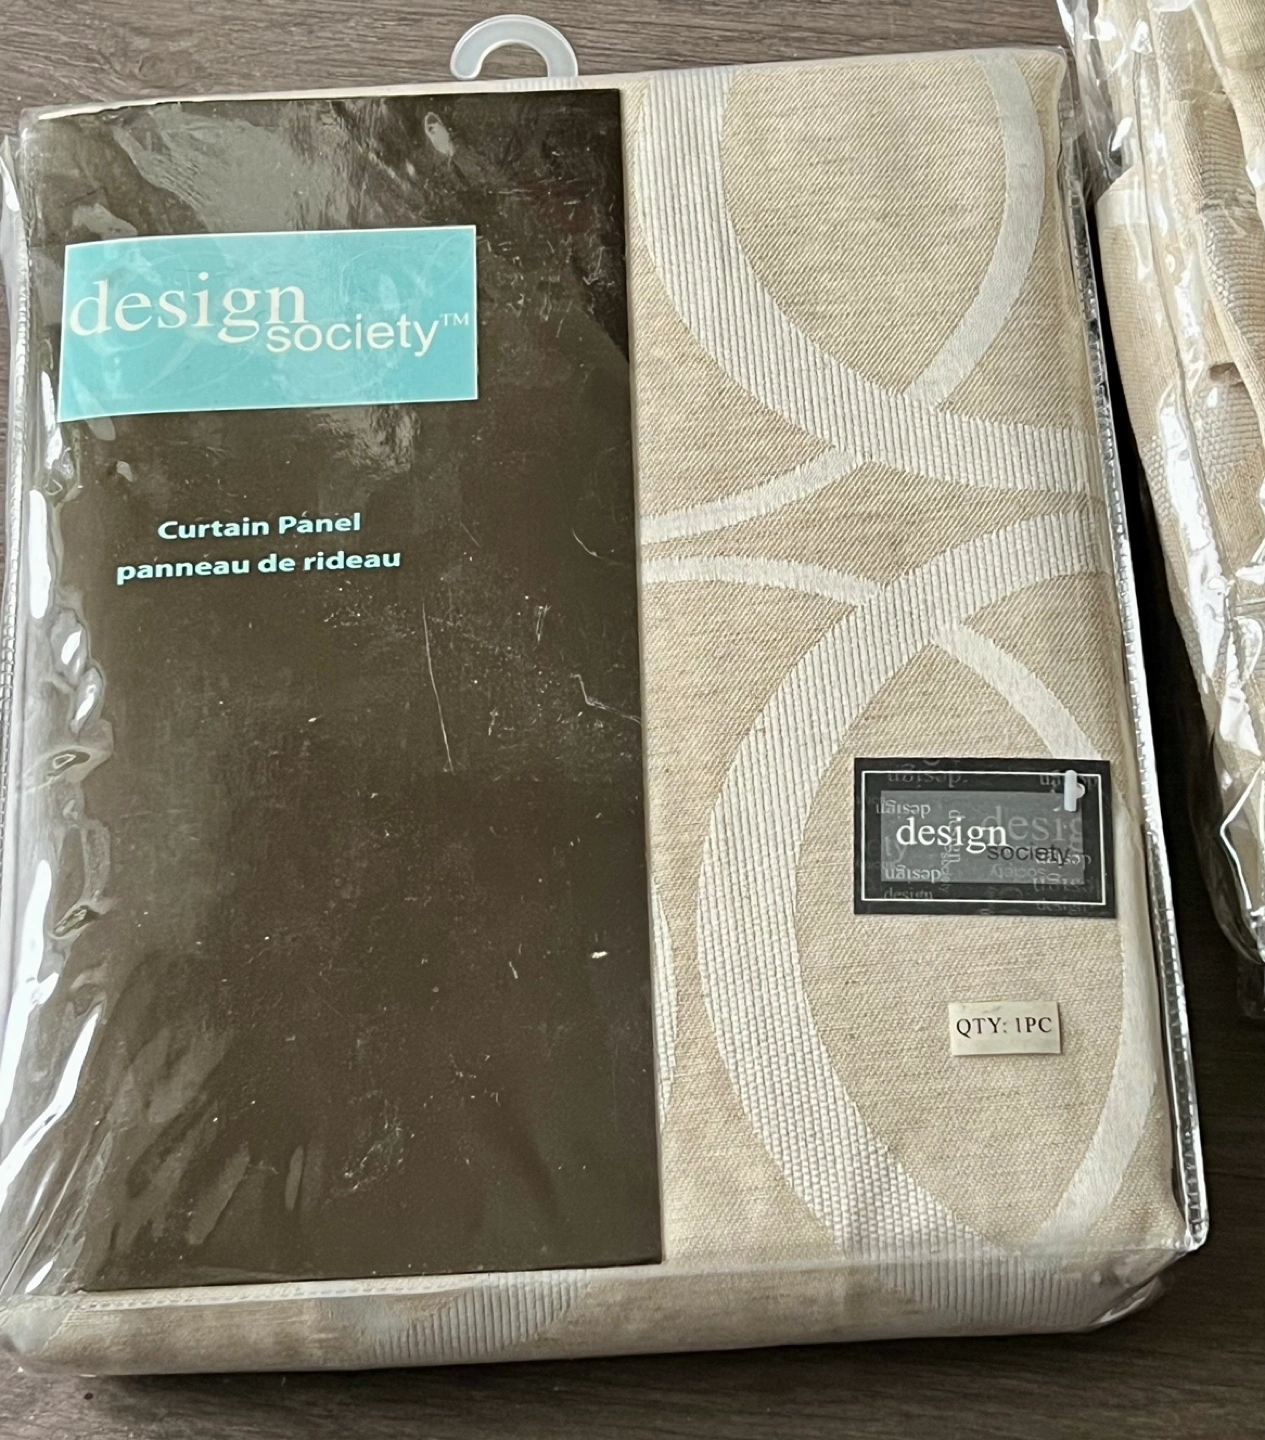 design
society™
Curtain Panel
panneau de rideau
design
society
QTY: 1PC